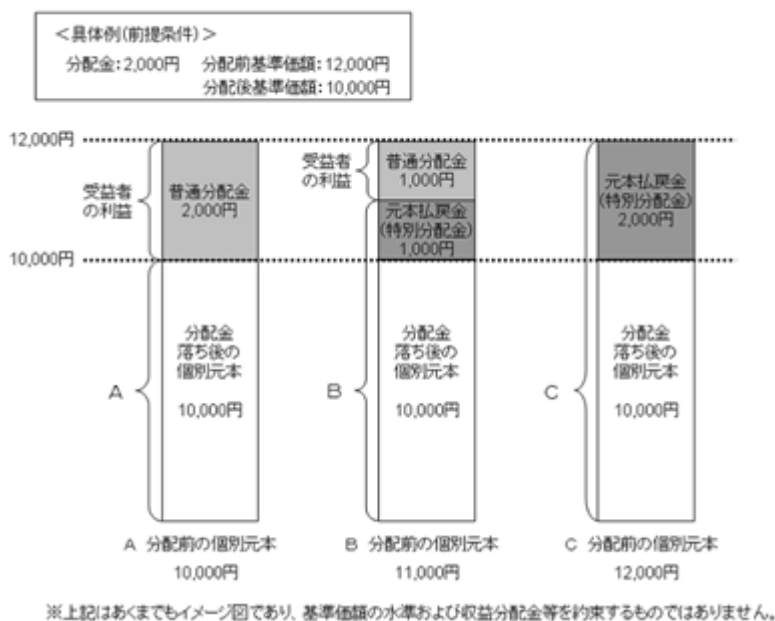 ＜具体例(前提条件)＞
分配金：2,000円　分配前基準価額：12,000円
分配後基準価額：10,000円
12,000円
受益者
の利益
普通分配金
2,000円
受益者
の利益
普通分配金
1,000円
元本払戻金
(特別分配金)
1,000円
元本払戻金
(特別分配金)
2,000円
10,000円
A
分配金
落ち後の
個別元本
10,000円
B
分配金
落ち後の
個別元本
10,000円
C
分配金
落ち後の
個別元本
10,000円
A 分配前の個別元本
10,000円
B 分配前の個別元本
11,000円
C 分配前の個別元本
12,000円
※上記はあくまでもイメージ図であり、基準価額の水準および収益分配金等を約束するものではありません。